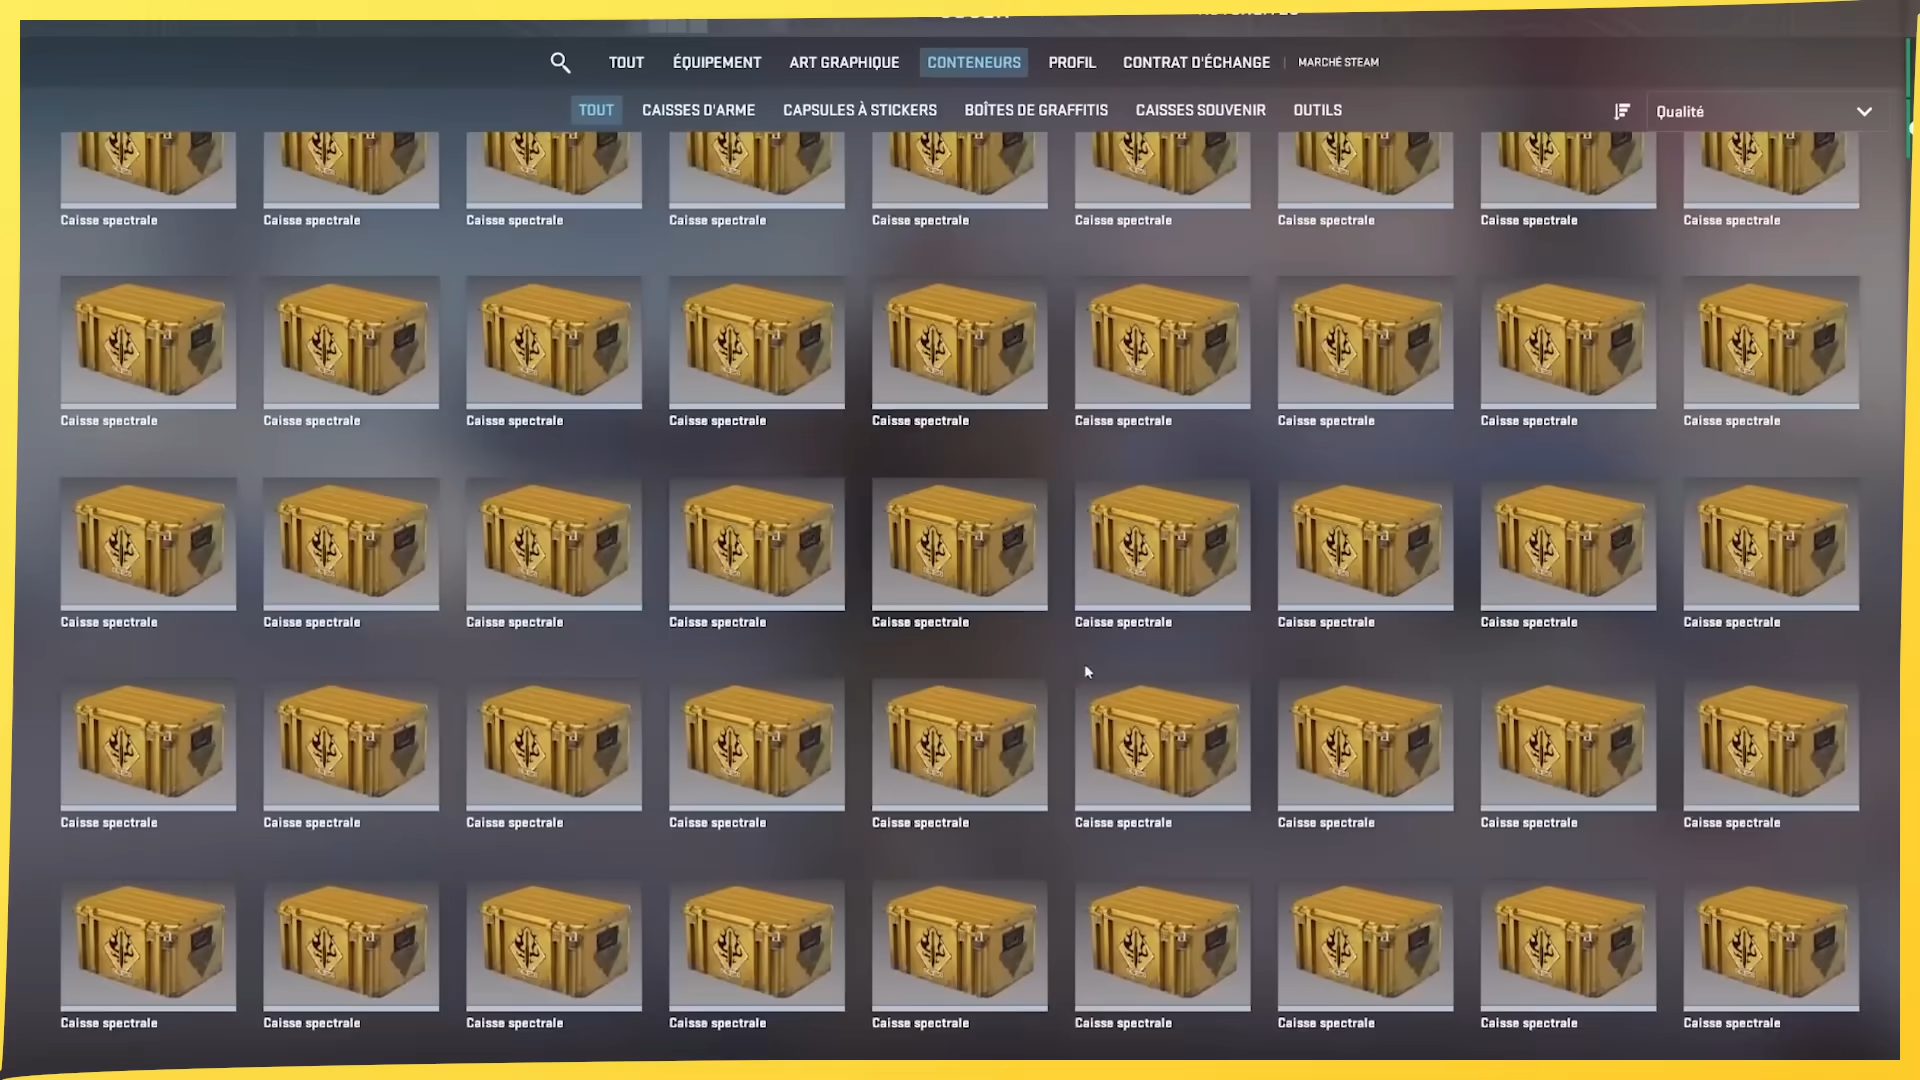 TOUT ÉQUIPEMENT ART GRAPHIQUE CONTENEURS PROFIL CONTRAT D'ÉCHANGE | MARCHÉ STEAM
TOUT CAISSES D'ARME CAPSULES À STICKERS BOÎTES DE GRAFFITIS CAISSES SOUVENIR OUTILS Qualité
Caisse spectrale Caisse spectrale Caisse spectrale Caisse spectrale Caisse spectrale Caisse spectrale Caisse spectrale Caisse spectrale Caisse spectrale
Caisse spectrale Caisse spectrale Caisse spectrale Caisse spectrale Caisse spectrale Caisse spectrale Caisse spectrale Caisse spectrale Caisse spectrale
Caisse spectrale Caisse spectrale Caisse spectrale Caisse spectrale Caisse spectrale Caisse spectrale Caisse spectrale Caisse spectrale Caisse spectrale
Caisse spectrale Caisse spectrale Caisse spectrale Caisse spectrale Caisse spectrale Caisse spectrale Caisse spectrale Caisse spectrale Caisse spectrale
Caisse spectrale Caisse spectrale Caisse spectrale Caisse spectrale Caisse spectrale Caisse spectrale Caisse spectrale Caisse spectrale Caisse spectrale